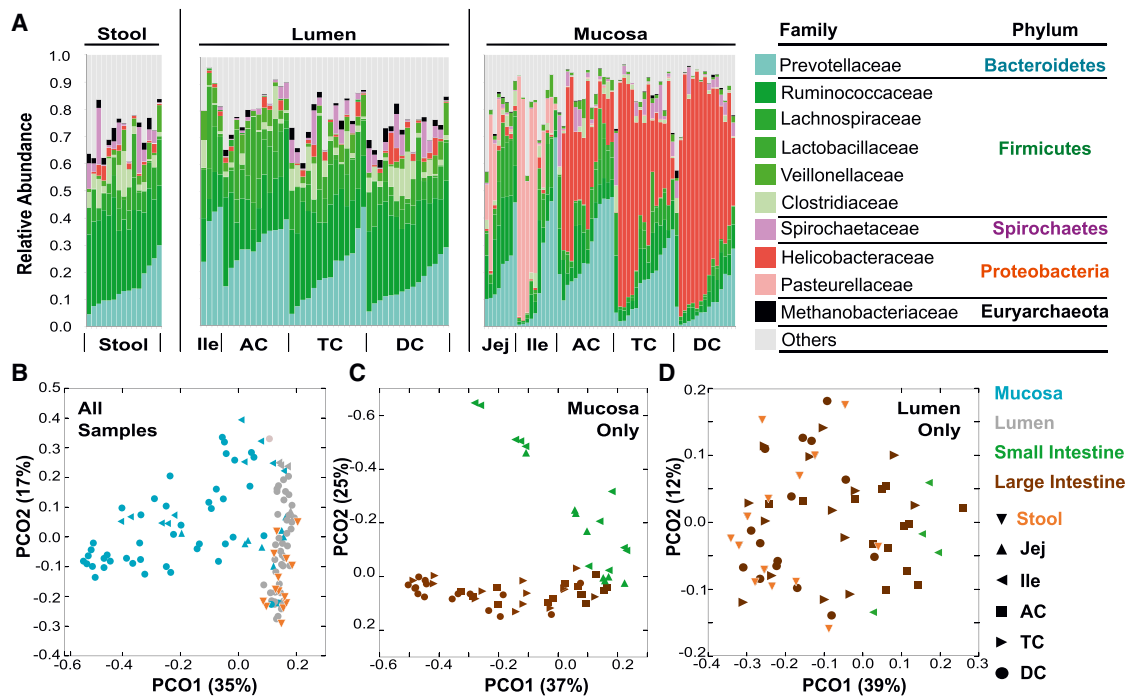 A
Stool
Lumen
Mucosa
Family
Phylum
Relative Abundance
1.0
0.9
0.8
0.7
0.6
0.5
0.4
0.3
0.2
0.1
0.0
Stool
Ile
AC
TC
DC
Jej
Ile
AC
TC
DC
Prevotellaceae
Bacteroidetes
Ruminococcaceae
Lachnospiraceae
Lactobacillaceae
Firmicutes
Veillonellaceae
Clostridiaceae
Spirochaetaceae
Spirochaetes
Helicobacteraceae
Proteobacteria
Pasteurellaceae
Methanobacteriaceae
Euryarchaeota
Others
B
All
Samples
PCO2 (17%)
0.5
0.4
0.3
0.2
0.1
0.0
-0.1
-0.2
-0.3
-0.4
-0.6
-0.4
-0.2
0.0
0.2
0.4
PCO1 (35%)
C
Mucosa
Only
PCO2 (25%)
-0.6
-0.4
-0.2
0.0
0.2
-0.6
-0.4
-0.2
0.0
0.2
PCO1 (37%)
D
Lumen
Only
PCO2 (12%)
0.2
0.1
0.0
-0.1
-0.2
-0.4
-0.3
-0.2
-0.1
0.0
0.1
0.2
0.3
PCO1 (39%)
Mucosa
Lumen
Small Intestine
Large Intestine
Stool
Jej
Ile
AC
TC
DC